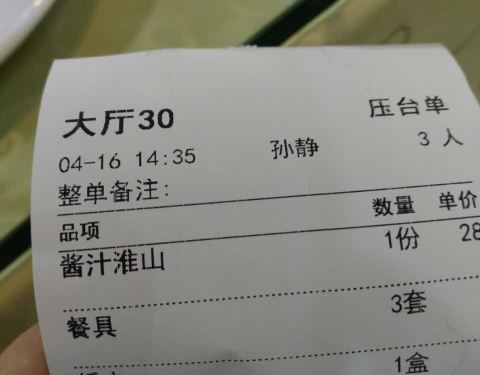 大厅30 压台单
04-16 14:35 孙静 3 人
整单备注:
品项 数量 单价
酱汁淮山 1份 28
餐具 3套
1盒